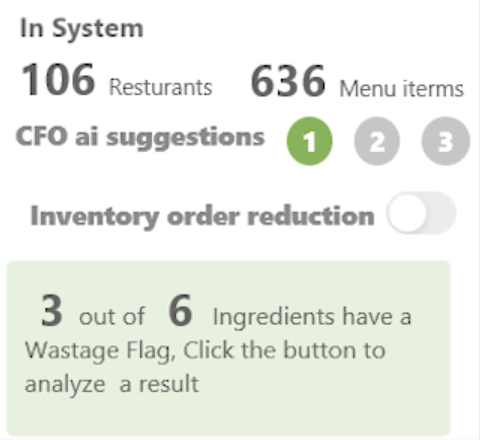 In System
106 Resturants 636 Menu iterms
CFO ai suggestions 1 2 3
Inventory order reduction
3 out of 6 Ingredients have a
Wastage Flag, Click the button to
analyze a result